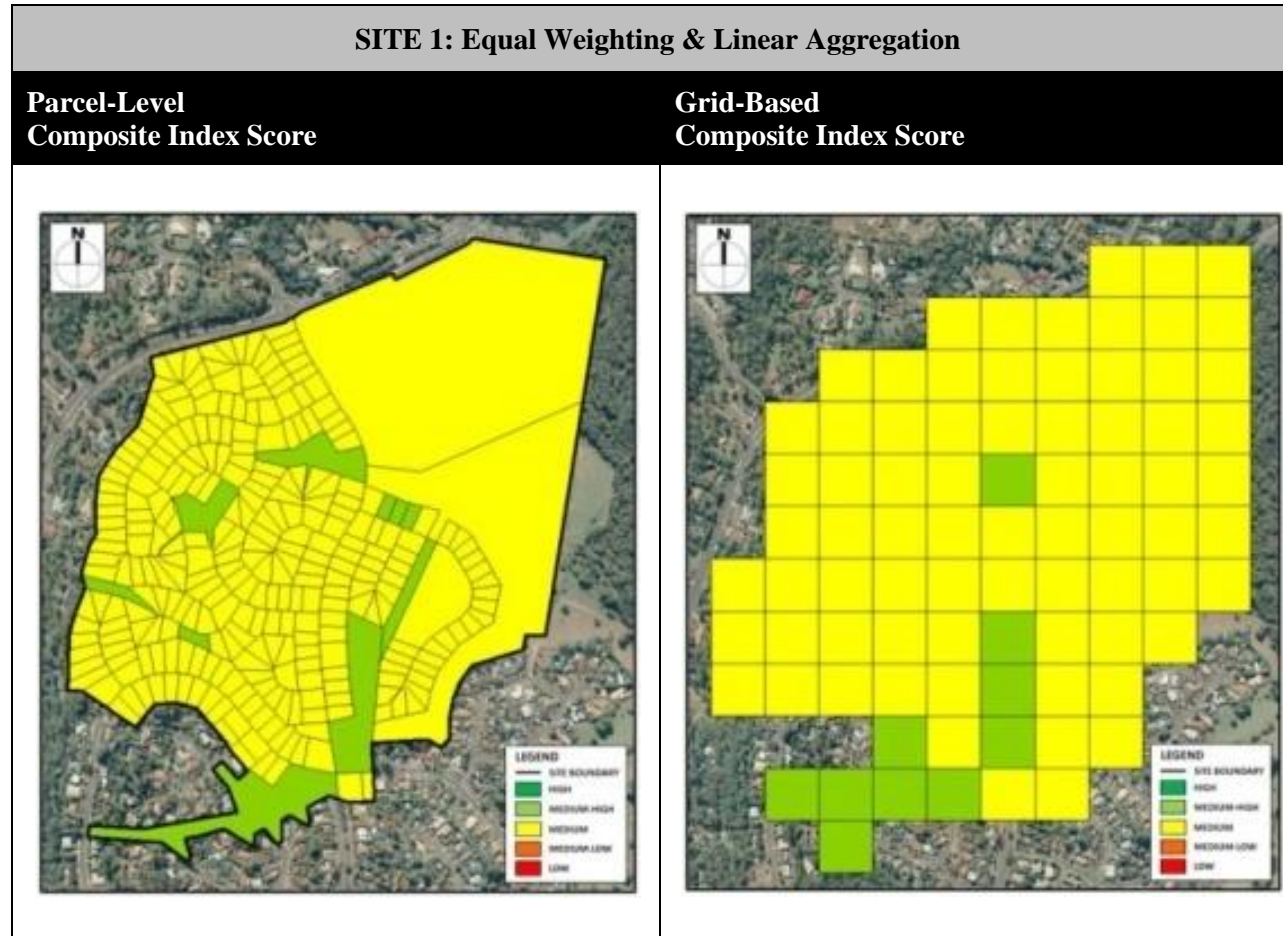 SITE 1: Equal Weighting & Linear Aggregation
Parcel-Level
Composite Index Score
Grid-Based
Composite Index Score
N
LEGEND
SITE BOUNDARY
HIGH
MEDIUM-HIGH
MEDIUM
MEDIUM-LOW
LOW
N
LEGEND
SITE BOUNDARY
HIGH
MEDIUM-HIGH
MEDIUM
MEDIUM-LOW
LOW